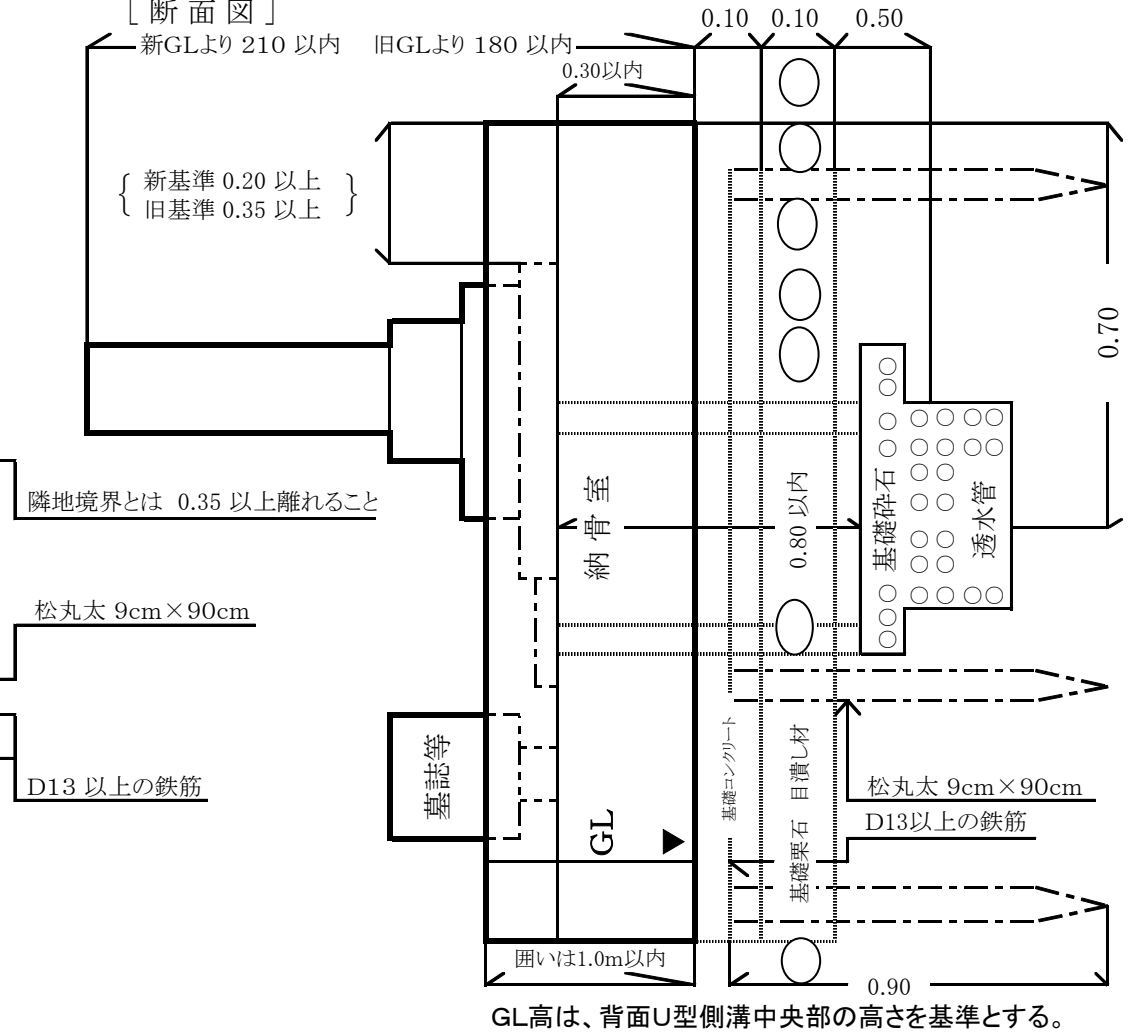 ［ 断 面 図 ］
0.10 0.10 0.50
新GLより 210 以内 旧GLより 180 以内
0.30以内
新基準 0.20 以上
旧基準 0.35 以上
0.70
隣地境界とは 0.35 以上離れること
納骨室
0.80 以内
基礎砕石
透水管
松丸太 9cm×90cm
墓誌等
GL
基礎コンクリート
基礎栗石 目潰し材
D13 以上の鉄筋
松丸太 9cm×90cm
D13以上の鉄筋
囲いは1.0m以内
0.90
GL高は、背面U型側溝中央部の高さを基準とする。